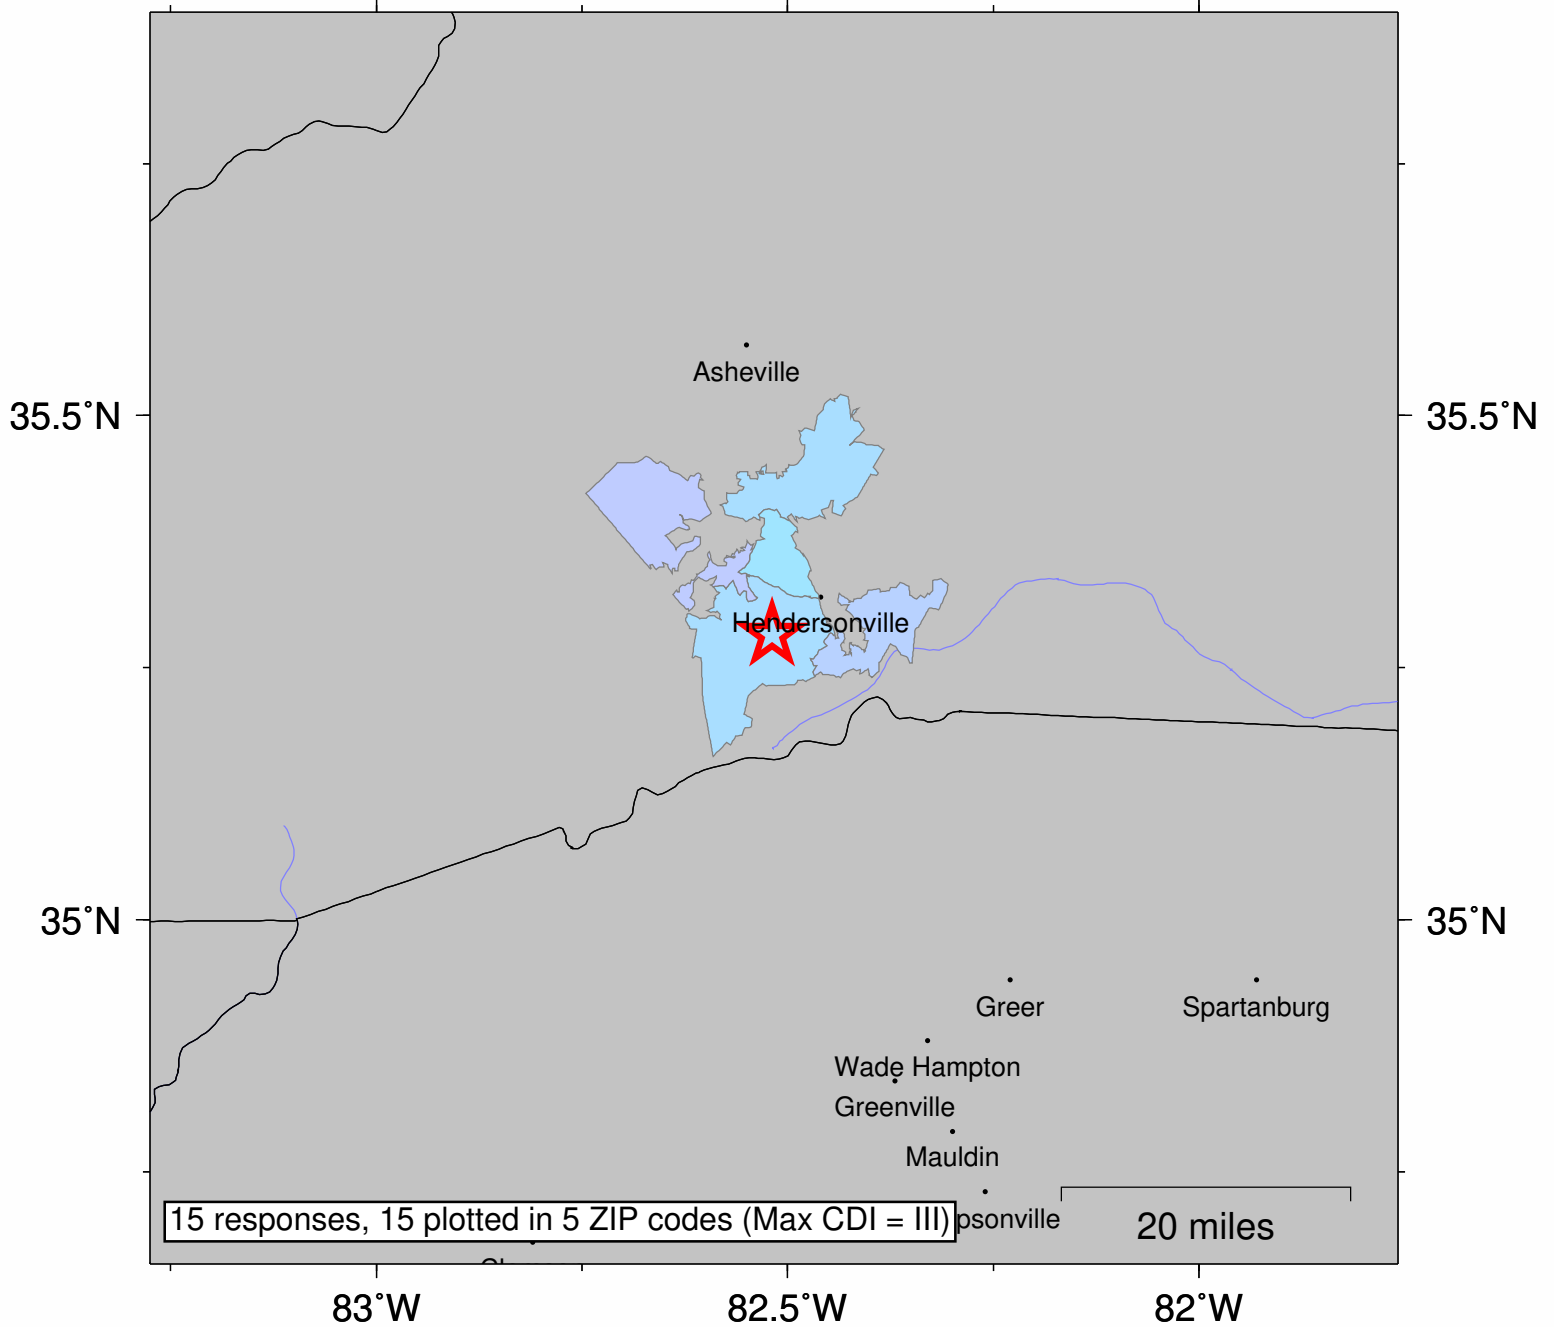 Asheville
35.5°N
35.5°N
Hendersonville
35°N
35°N
Greer
Spartanburg
Wade Hampton
Greenville
Mauldin
15 responses, 15 plotted in 5 ZIP codes (Max CDI = III)
psonville
20 miles
83°W
82.5°W
82°W